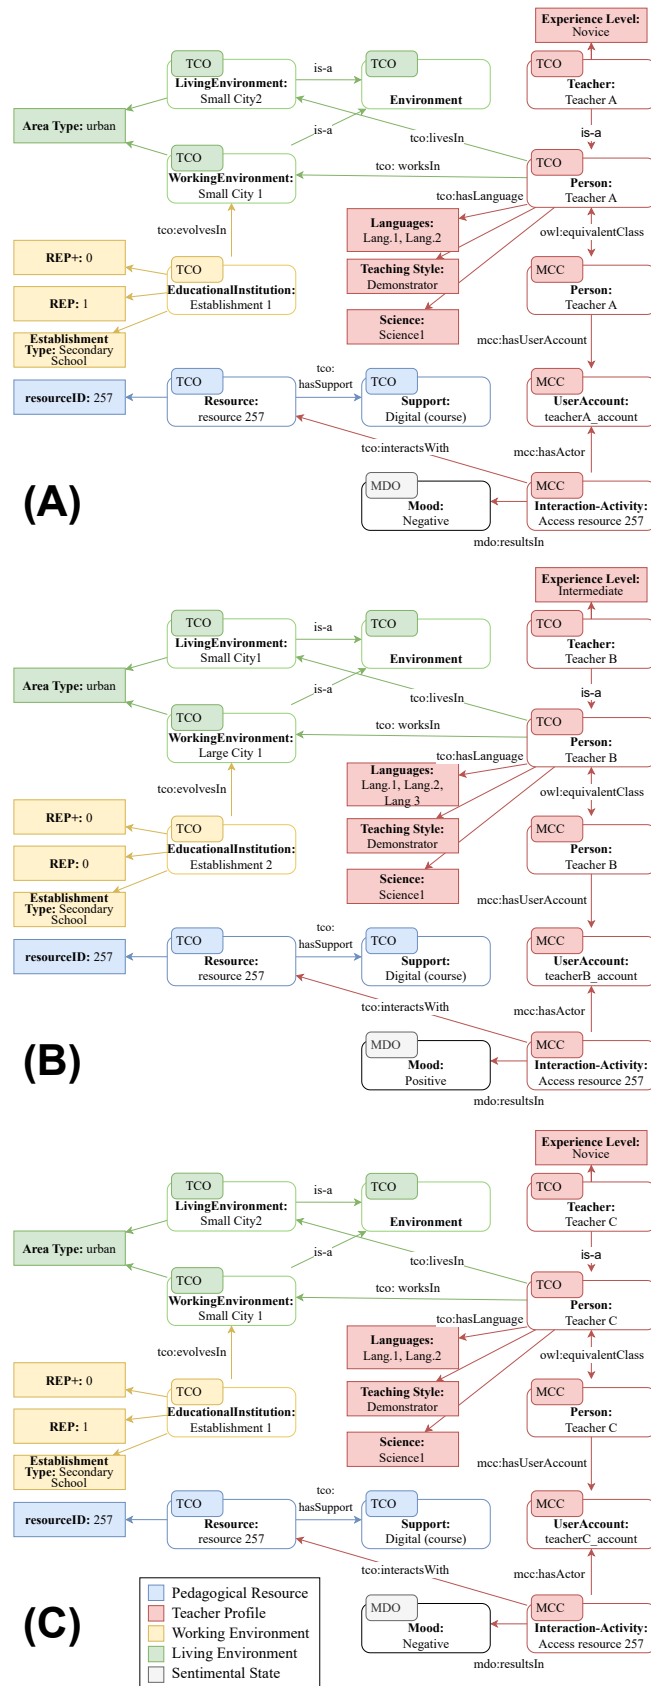 Experience Level:
Novice
TCO
TCO
TCO
is-a
LivingEnvironment:
Small City2
Environment
Teacher:
Teacher A
Area Type: urban
is-a
tco:livesIn
is-a
TCO
TCO
tco: worksIn
WorkingEnvironment:
Small City 1
Person:
Teacher A
tco:hasLanguage
tco:evolvesIn
Languages:
Lang.1, Lang.2
owl:equivalentClass
REP+: 0
TCO
Teaching Style:
Demonstrator
MCC
EducationalInstitution:
Establishment 1
Person:
Teacher A
REP: 1
Science:
Science1
Establishment
Type: Secondary
School
mcc:hasUserAccount
tco:
hasSupport
resourceID: 257
TCO
TCO
MCC
Resource:
resource 257
Support:
Digital (course)
UserAccount:
teacherA_account
tco:interactsWith
mcc:hasActor
(A)
MDO
MCC
Mood:
Negative
Interaction-Activity:
Access resource 257
mdo:resultsIn
Experience Level:
Intermediate
TCO
TCO
TCO
is-a
LivingEnvironment:
Small City1
Environment
Teacher:
Teacher B
Area Type: urban
is-a
tco:livesIn
is-a
TCO
TCO
tco: worksIn
WorkingEnvironment:
Large City 1
Person:
Teacher B
tco:hasLanguage
tco:evolvesIn
Languages:
Lang.1, Lang.2,
Lang 3
owl:equivalentClass
REP+: 0
TCO
Teaching Style:
Demonstrator
MCC
EducationalInstitution:
Establishment 2
Person:
Teacher B
REP: 0
Science:
Science1
Establishment
Type: Secondary
School
mcc:hasUserAccount
tco:
hasSupport
resourceID: 257
TCO
TCO
MCC
Resource:
resource 257
Support:
Digital (course)
UserAccount:
teacherB_account
tco:interactsWith
mcc:hasActor
(B)
MDO
MCC
Mood:
Positive
Interaction-Activity:
Access resource 257
mdo:resultsIn
Experience Level:
Novice
TCO
TCO
TCO
is-a
LivingEnvironment:
Small City2
Environment
Teacher:
Teacher C
Area Type: urban
is-a
tco:livesIn
is-a
TCO
TCO
tco: worksIn
WorkingEnvironment:
Small City 1
Person:
Teacher C
tco:hasLanguage
tco:evolvesIn
Languages:
Lang.1, Lang.2
owl:equivalentClass
REP+: 0
TCO
Teaching Style:
Demonstrator
MCC
EducationalInstitution:
Establishment 1
Person:
Teacher C
REP: 1
Science:
Science1
Establishment
Type: Secondary
School
mcc:hasUserAccount
tco:
hasSupport
resourceID: 257
TCO
TCO
MCC
Resource:
resource 257
Support:
Digital (course)
UserAccount:
teacherC_account
tco:interactsWith
mcc:hasActor
(C)
MDO
MCC
Mood:
Negative
Interaction-Activity:
Access resource 257
mdo:resultsIn
Pedagogical Resource
Teacher Profile
Working Environment
Living Environment
Sentimental State